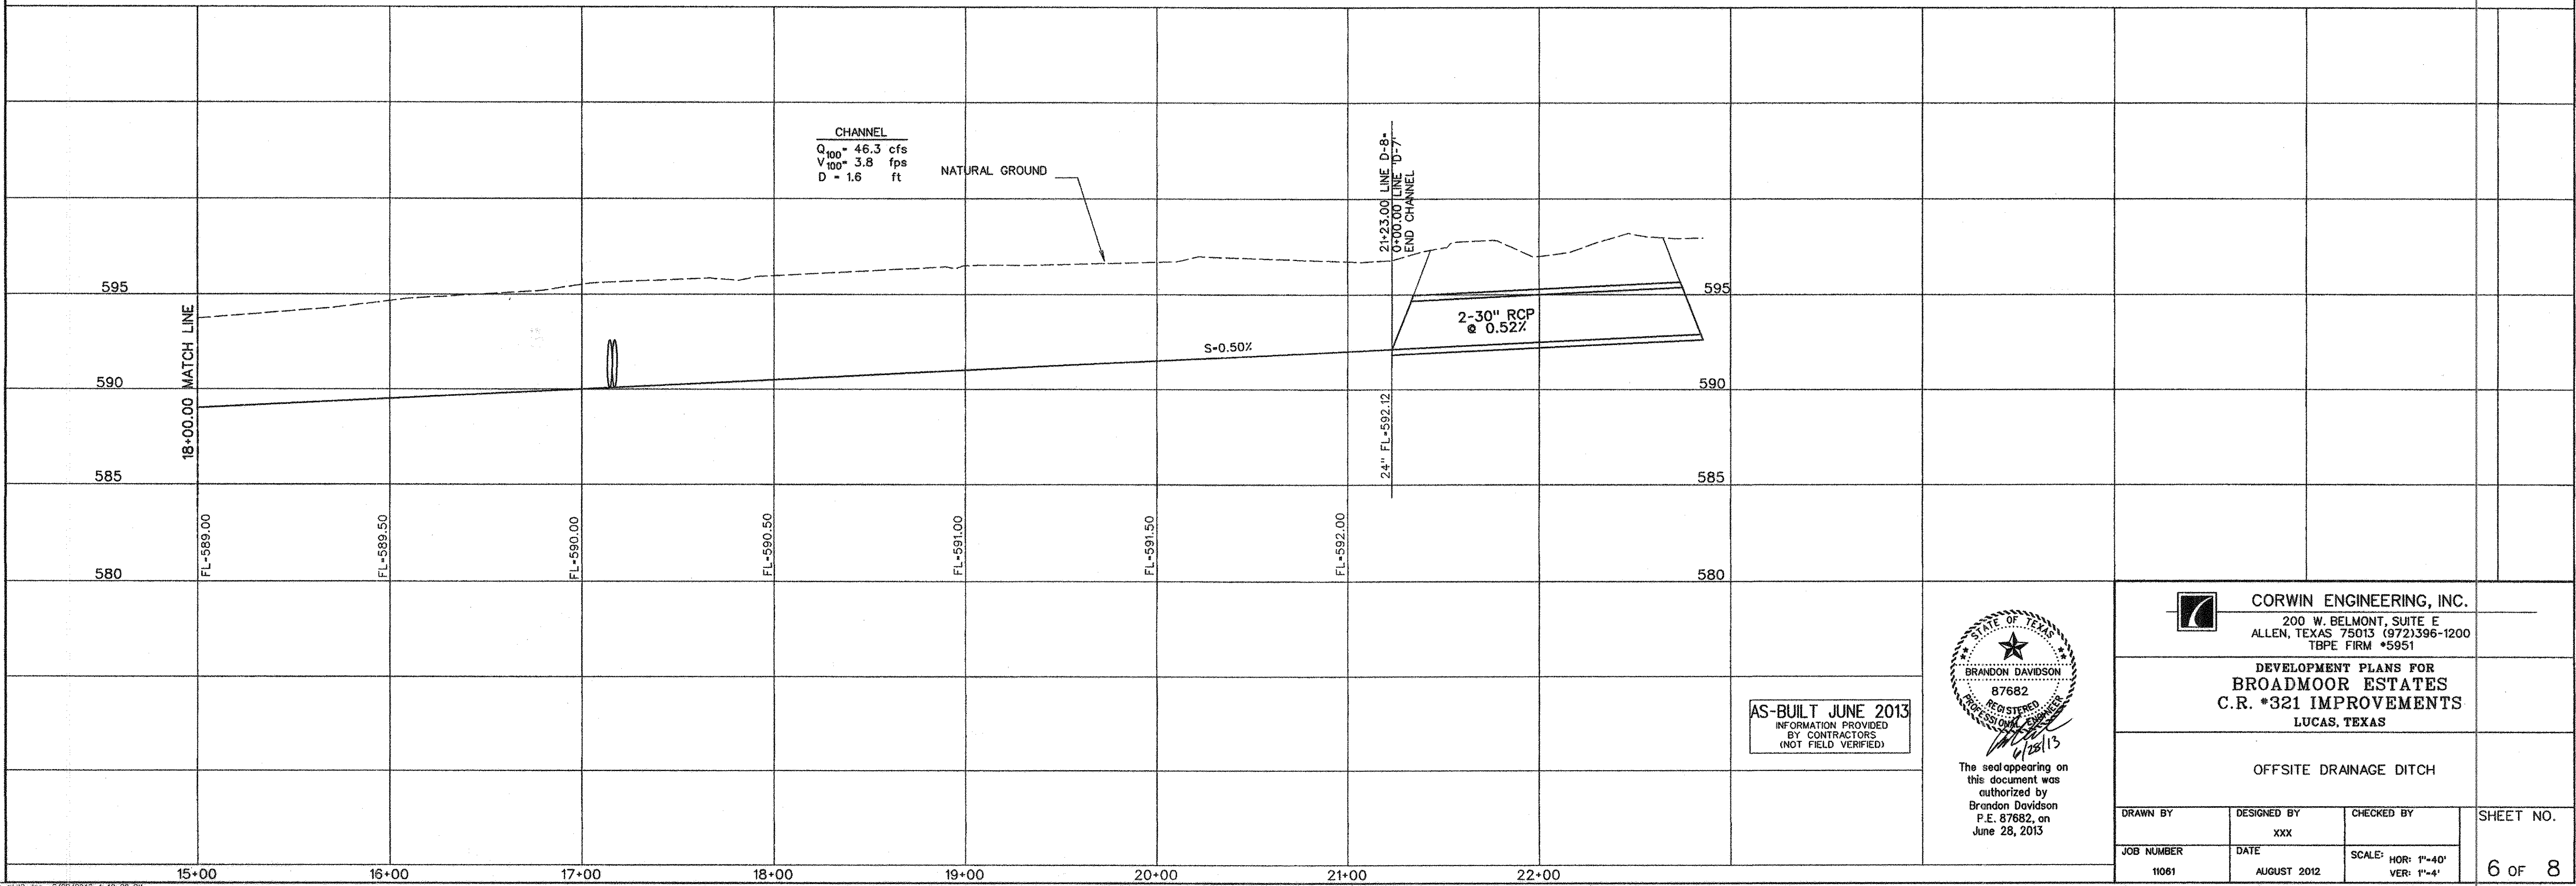 CHANNEL
Q100= 46.3 cfs
V100= 3.8 fps
D = 1.6 ft
NATURAL GROUND
21+23.00 LINE D-8=
0+00.00 LINE 'D-7'
END CHANNEL
595
595
18+00.00 MATCH LINE
2-30" RCP
@ 0.52%
S=0.50%
590
590
24" FL=592.12
585
585
FL=589.00
FL=589.50
FL=590.00
FL=590.50
FL=591.00
FL=591.50
FL=592.00
580
580
15+00
16+00
17+00
18+00
19+00
20+00
21+00
22+00
AS-BUILT JUNE 2013
INFORMATION PROVIDED
BY CONTRACTORS
(NOT FIELD VERIFIED)
STATE OF TEXAS
BRANDON DAVIDSON
87682
REGISTERED
PROFESSIONAL ENGINEER
6/28/13
The seal appearing on
this document was
authorized by
Brandon Davidson
P.E. 87682, on
June 28, 2013
CORWIN ENGINEERING, INC.
200 W. BELMONT, SUITE E
ALLEN, TEXAS 75013 (972)396-1200
TBPE FIRM #5951
DEVELOPMENT PLANS FOR
BROADMOOR ESTATES
C.R. #321 IMPROVEMENTS
LUCAS, TEXAS
OFFSITE DRAINAGE DITCH
DRAWN BY
DESIGNED BY
XXX
CHECKED BY
SHEET NO.
JOB NUMBER
11061
DATE
AUGUST 2012
SCALE: HOR: 1"=40'
VER: 1"=4'
6 OF 8